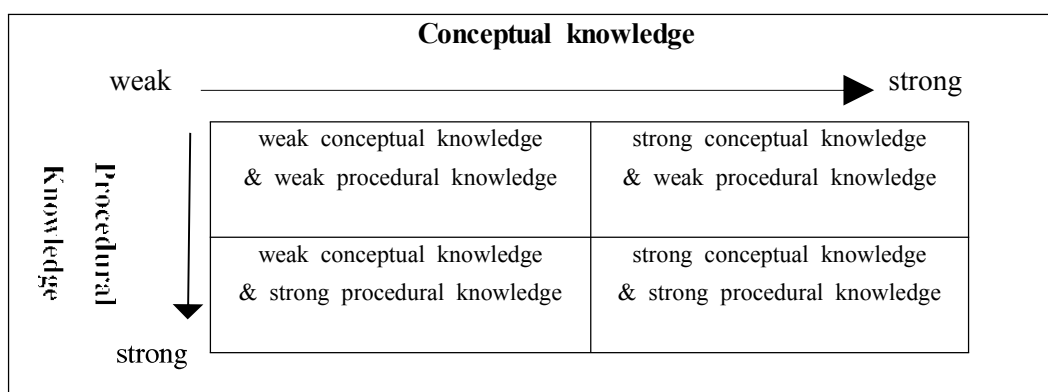 Conceptual knowledge
weak strong
weak conceptual knowledge
& weak procedural knowledge
strong conceptual knowledge
& weak procedural knowledge
Procedural
Knowledge
weak conceptual knowledge
& strong procedural knowledge
strong conceptual knowledge
& strong procedural knowledge
strong